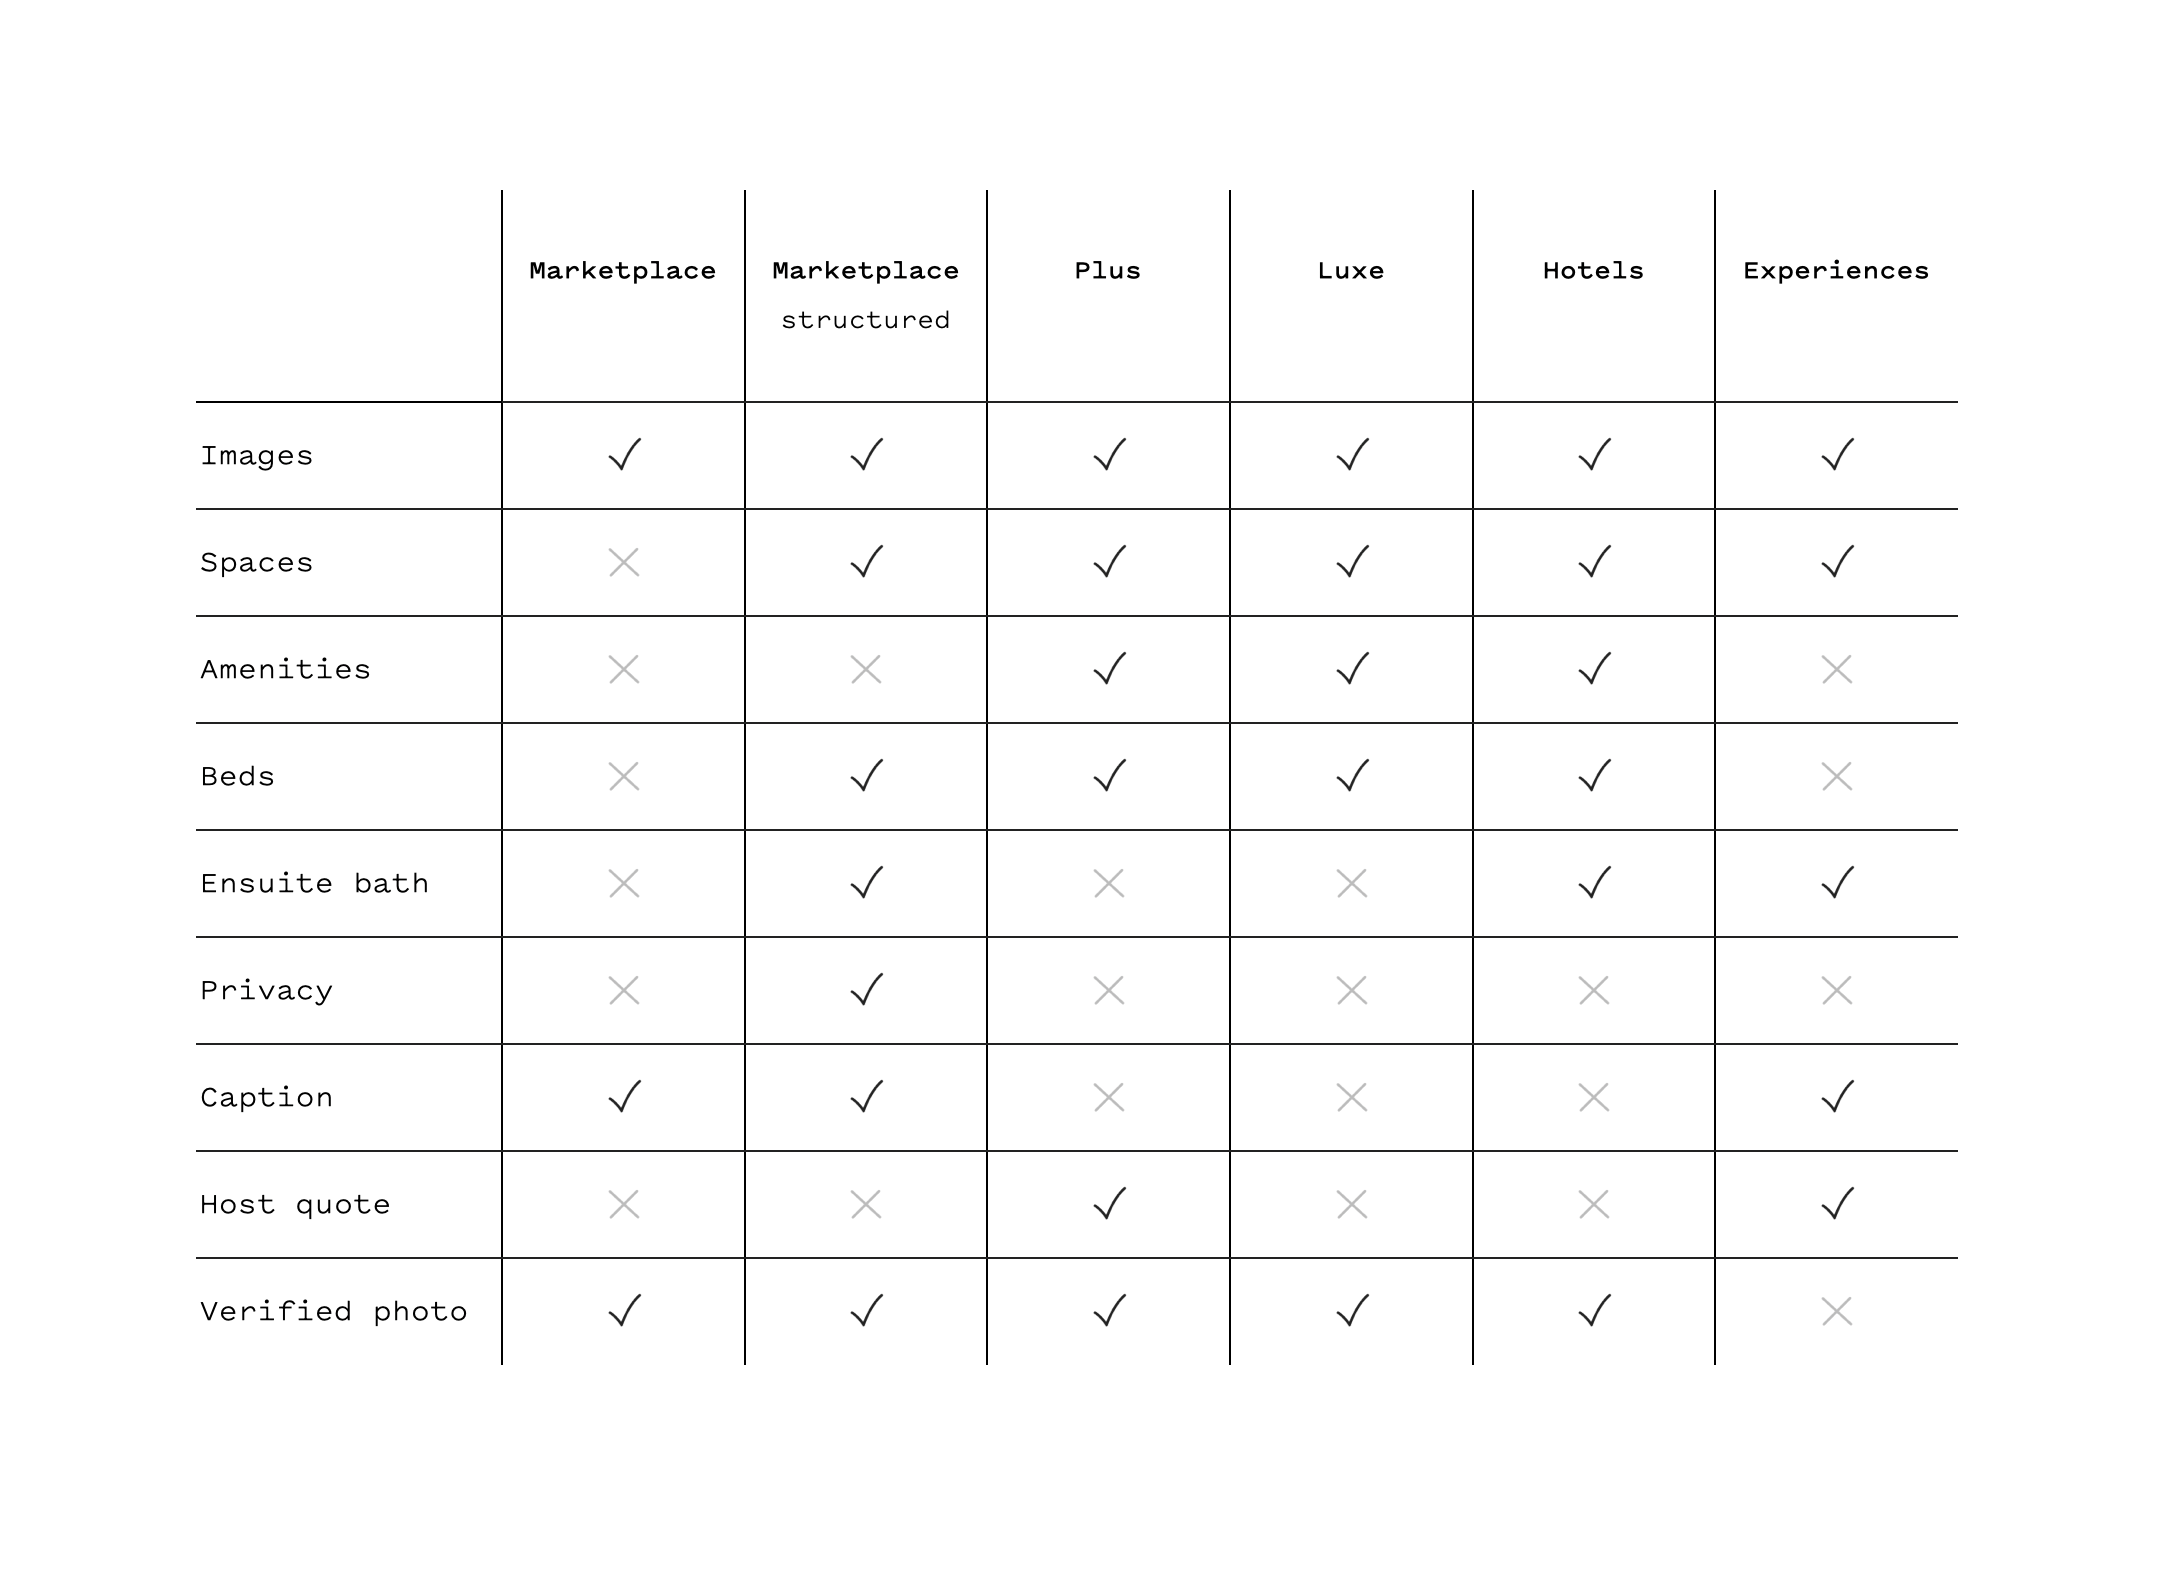 Marketplace Marketplace Plus Luxe Hotels Experiences
structured
Images ✓ ✓ ✓ ✓ ✓ ✓
Spaces ✕ ✓ ✓ ✓ ✓ ✓
Amenities ✕ ✕ ✓ ✓ ✓ ✕
Beds ✕ ✓ ✓ ✓ ✓ ✕
Ensuite bath ✕ ✓ ✕ ✕ ✓ ✓
Privacy ✕ ✓ ✕ ✕ ✕ ✕
Caption ✓ ✓ ✕ ✕ ✕ ✓
Host quote ✕ ✕ ✓ ✕ ✕ ✓
Verified photo ✓ ✓ ✓ ✓ ✓ ✕